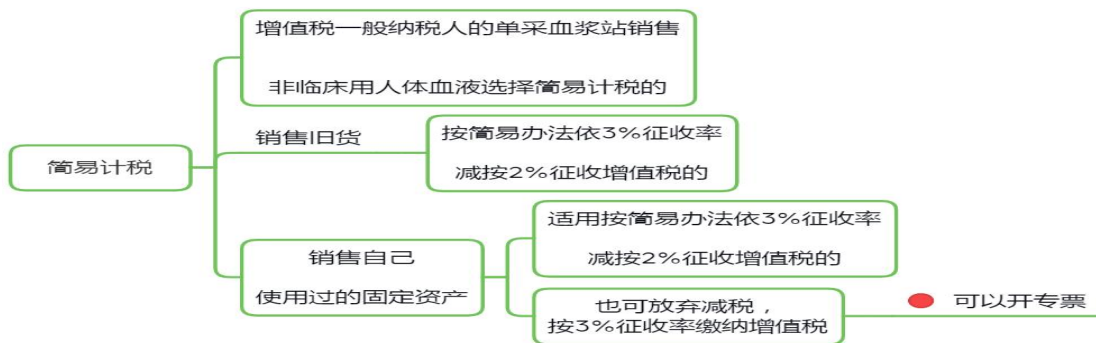 简易计税
增值税一般纳税人的单采血浆站销售
非临床用人体血液选择简易计税的
销售旧货
按简易办法依3%征收率
减按2%征收增值税的
销售自己
使用过的固定资产
适用按简易办法依3%征收率
减按2%征收增值税的
也可放弃减税，
按3%征收率缴纳增值税
可以开专票